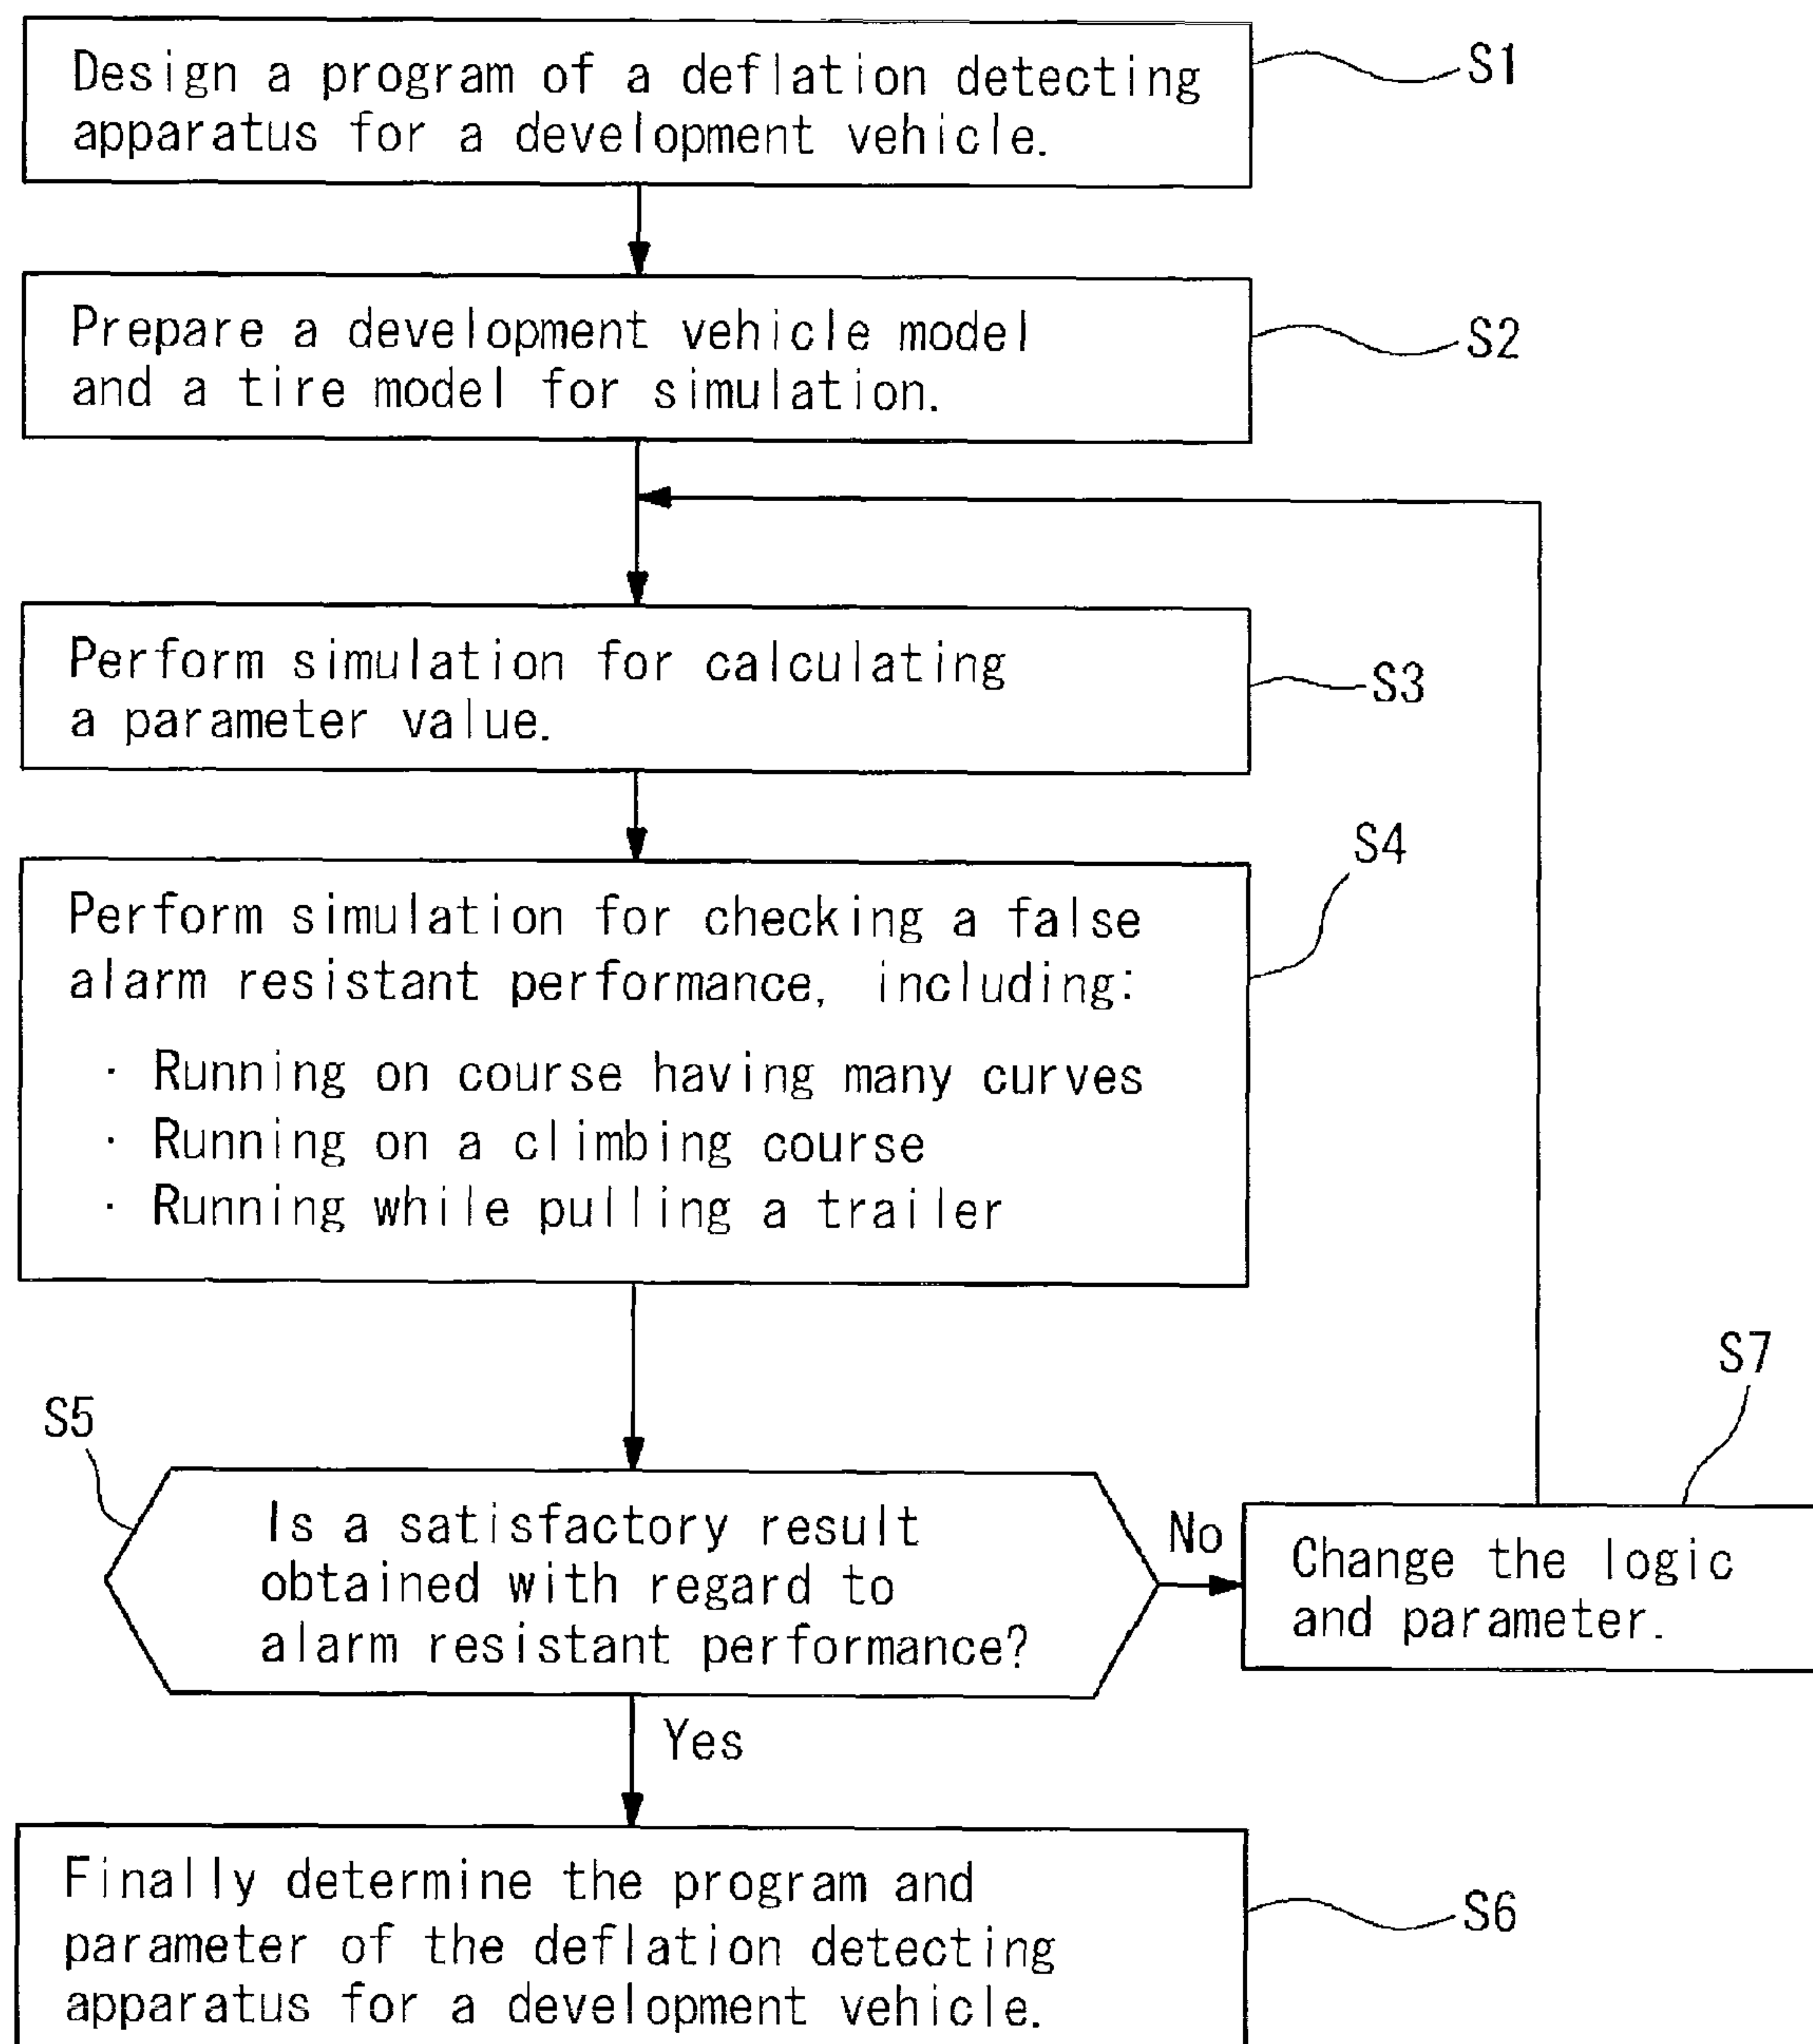 Design a program of a deflation detecting
apparatus for a development vehicle.
S1
Prepare a development vehicle model
and a tire model for simulation.
S2
Perform simulation for calculating
a parameter value.
S3
S4
Perform simulation for checking a false
alarm resistant performance, including:
· Running on course having many curves
· Running on a climbing course
· Running while pulling a trailer
S5
Is a satisfactory result
obtained with regard to
alarm resistant performance?
No
S7
Change the logic
and parameter.
Yes
Finally determine the program and
parameter of the deflation detecting
apparatus for a development vehicle.
S6